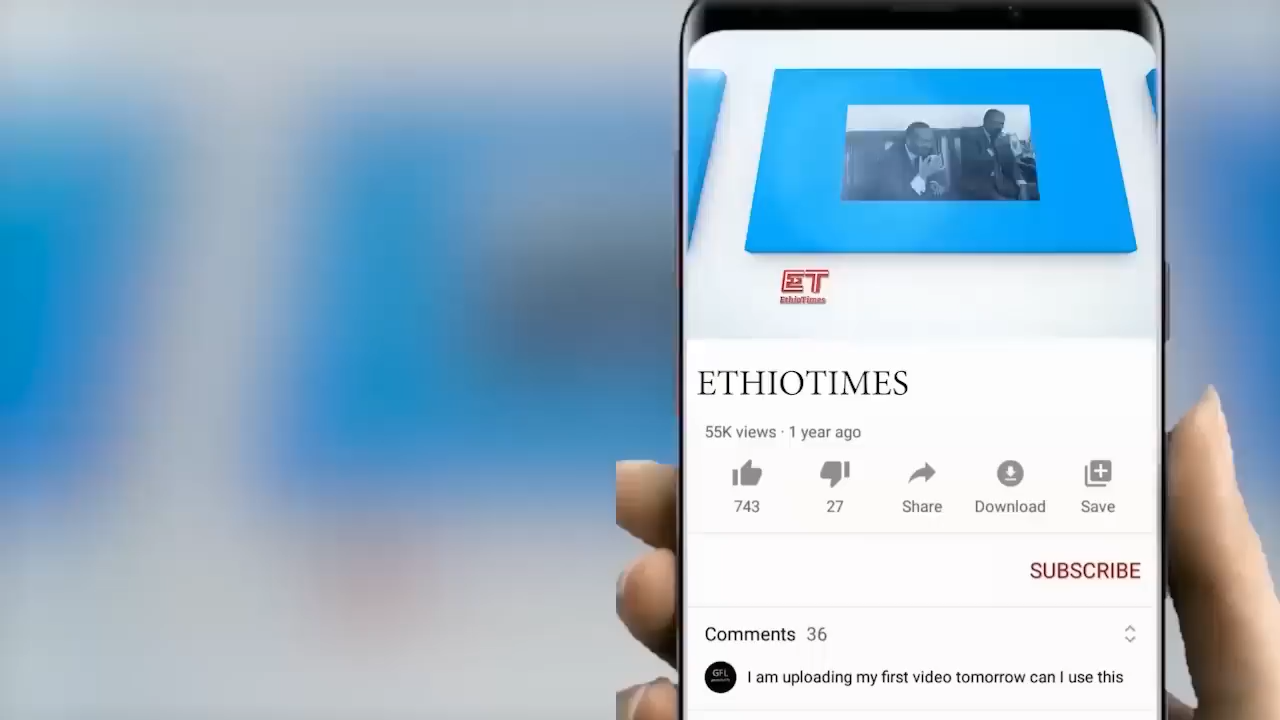 ET
EthioTimes
ETHIOTIMES
55K views · 1 year ago
743 27 Share Download Save
SUBSCRIBE
Comments 36
GFL
I am uploading my first video tomorrow can I use this